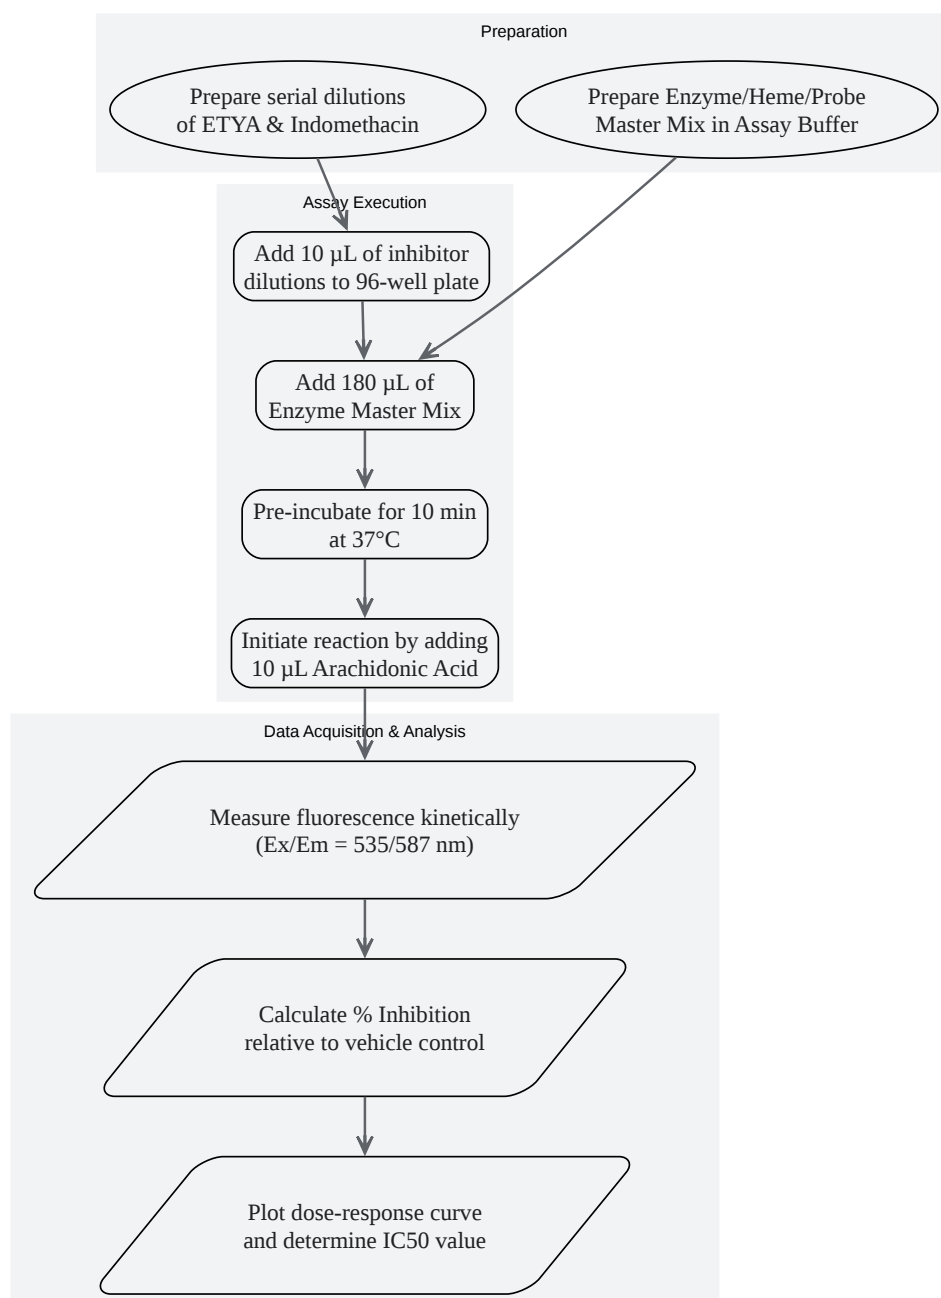 Preparation
Prepare serial dilutions
of ETYA & Indomethacin
Prepare Enzyme/Heme/Probe
Master Mix in Assay Buffer
Assay Execution
Add 10 µL of inhibitor
dilutions to 96-well plate
Add 180 µL of
Enzyme Master Mix
Pre-incubate for 10 min
at 37°C
Initiate reaction by adding
10 µL Arachidonic Acid
Data Acquisition & Analysis
Measure fluorescence kinetically
(Ex/Em = 535/587 nm)
Calculate % Inhibition
relative to vehicle control
Plot dose-response curve
and determine IC50 value